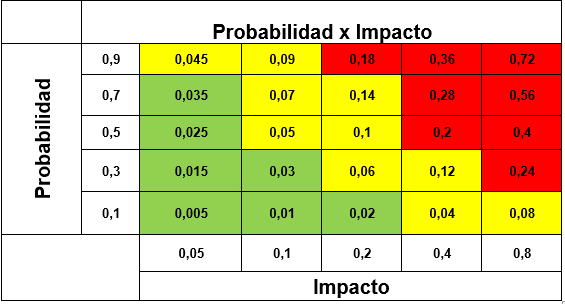 Probabilidad x Impacto
Probabilidad
0,9 0,045 0,09 0,18 0,36 0,72
0,7 0,035 0,07 0,14 0,28 0,56
0,5 0,025 0,05 0,1 0,2 0,4
0,3 0,015 0,03 0,06 0,12 0,24
0,1 0,005 0,01 0,02 0,04 0,08
0,05 0,1 0,2 0,4 0,8
Impacto